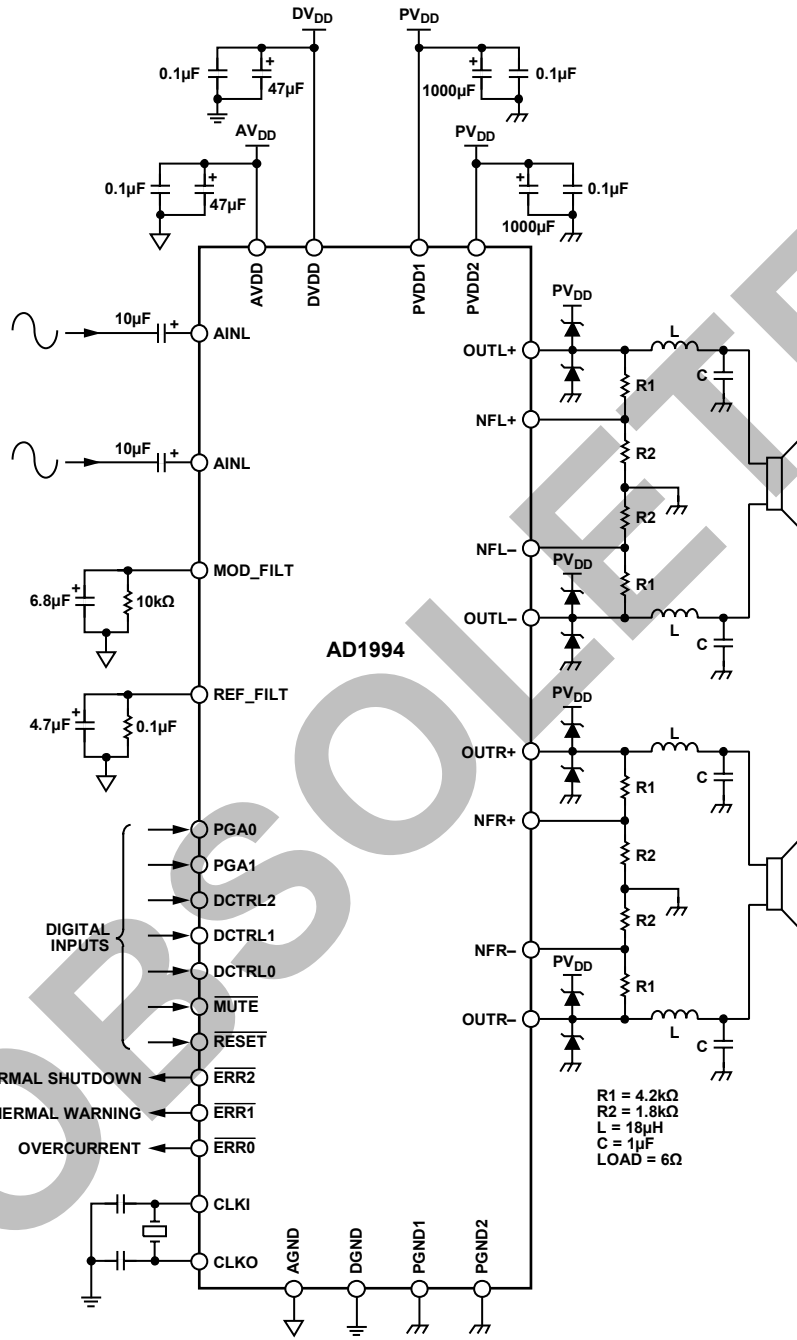 DVDD
PVDD
0.1µF
+
47µF
+
1000µF
0.1µF
AVDD
PVDD
0.1µF
+
47µF
+
1000µF
0.1µF
AVDD
DVDD
PVDD1
PVDD2
10µF
+
AINL
10µF
+
AINL
+
6.8µF
10kΩ
MOD_FILT
+
4.7µF
0.1µF
REF_FILT
AD1994
DIGITAL
INPUTS
PGA0
PGA1
DCTRL2
DCTRL1
DCTRL0
MUTE
RESET
RMAL SHUTDOWN
ERR2
HERMAL WARNING
ERR1
OVERCURRENT
ERR0
CLKI
CLKO
AGND
DGND
PGND1
PGND2
PVDD
OUTL+
L
C
R1
NFL+
R2
R2
NFL–
PVDD
R1
OUTL–
L
C
PVDD
OUTR+
L
C
R1
NFR+
R2
R2
NFR–
PVDD
R1
OUTR–
L
C
R1 = 4.2kΩ
R2 = 1.8kΩ
L = 18µH
C = 1µF
LOAD = 6Ω
OBSOLETE